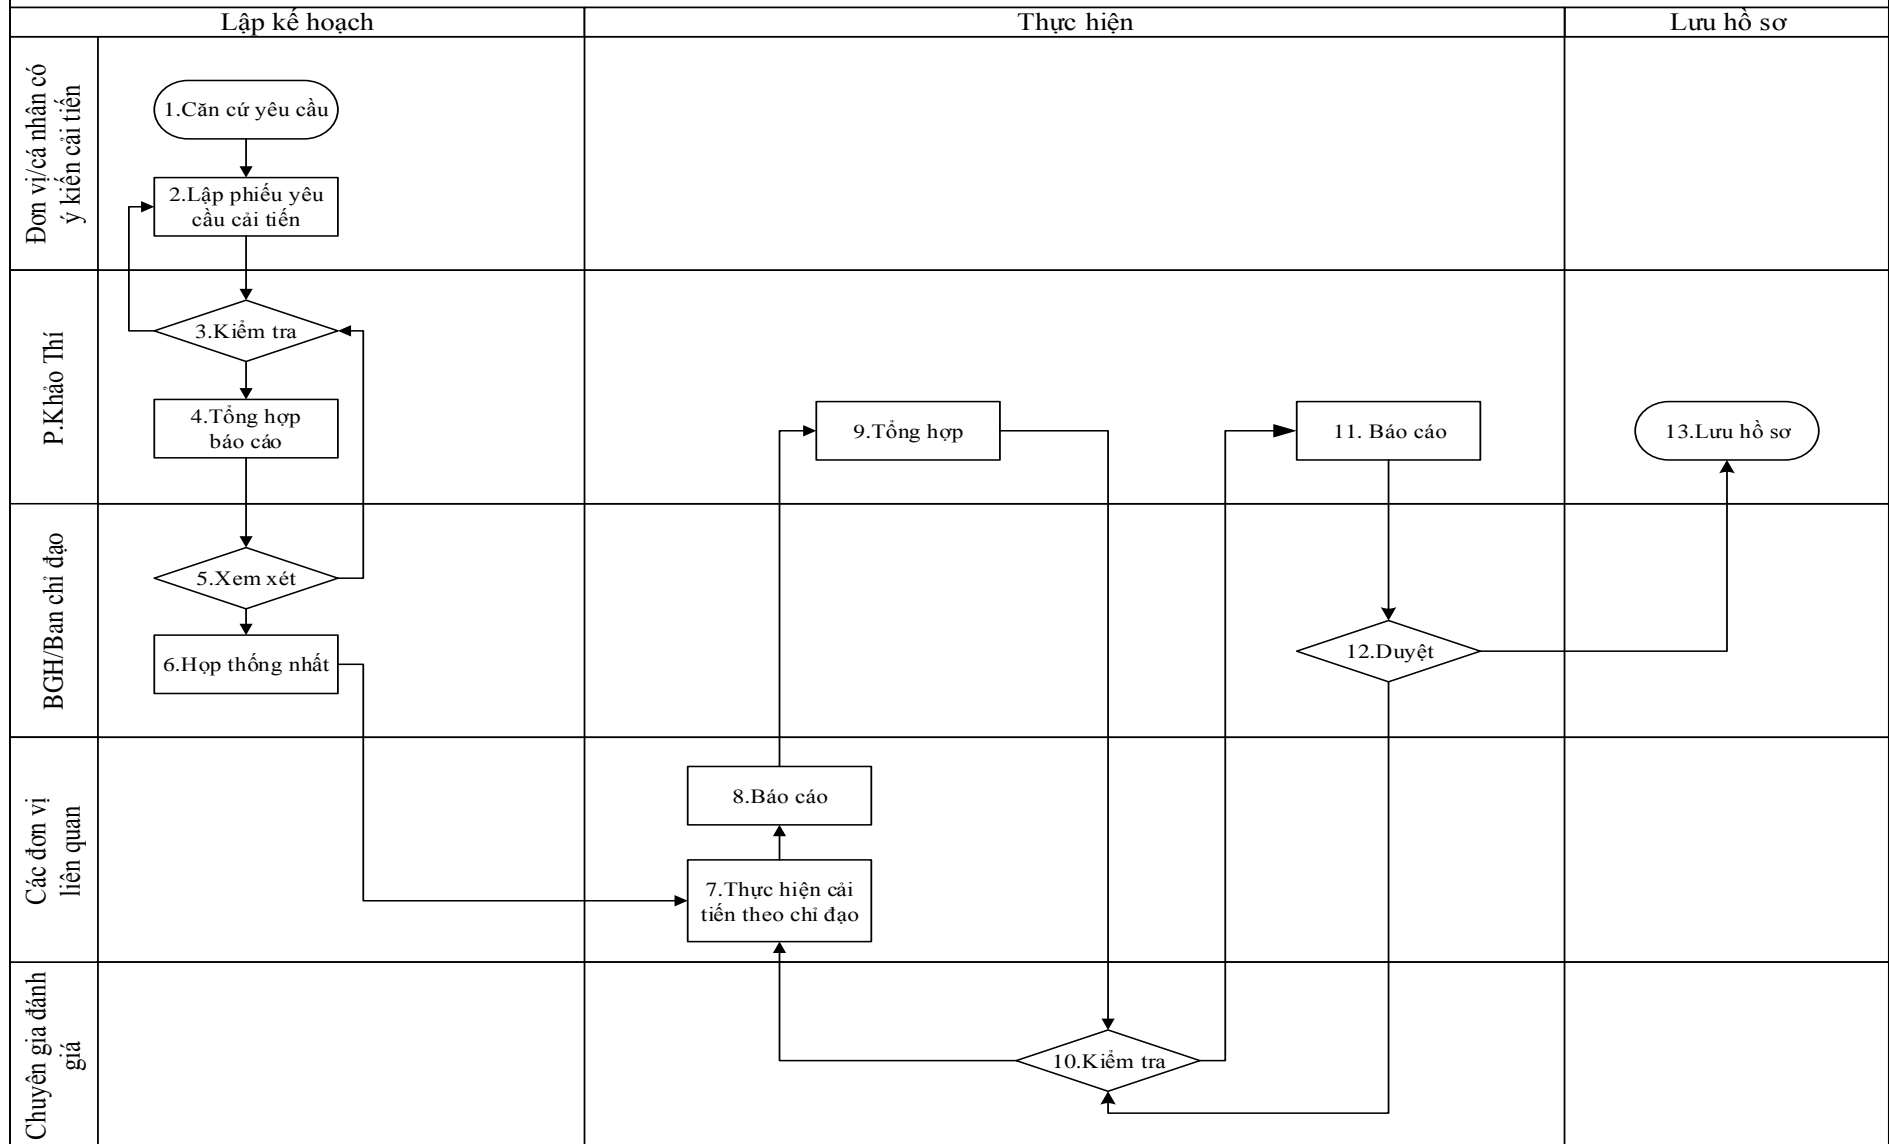 Lập kế hoạch
Thực hiện
Lưu hồ sơ
Đơn vị/cá nhân có
ý kiến cải tiến
1.Căn cứ yêu cầu
2.Lập phiếu yêu
cầu cải tiến
P.Khảo Thí
3.Kiểm tra
4.Tổng hợp
báo cáo
9.Tổng hợp
11. Báo cáo
13.Lưu hồ sơ
BGH/Ban chỉ đạo
5.Xem xét
6.Họp thống nhất
12.Duyệt
Các đơn vị
liên quan
8.Báo cáo
7.Thực hiện cải
tiến theo chỉ đạo
Chuyên gia đánh
giá
10.Kiểm tra